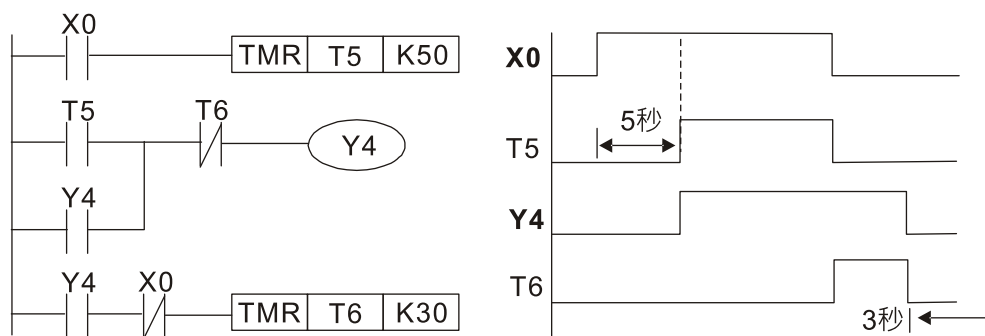 X0
TMR T5 K50
T5 T6
Y4
Y4
Y4 X0
TMR T6 K30
X0
5秒
T5
Y4
T6
3秒